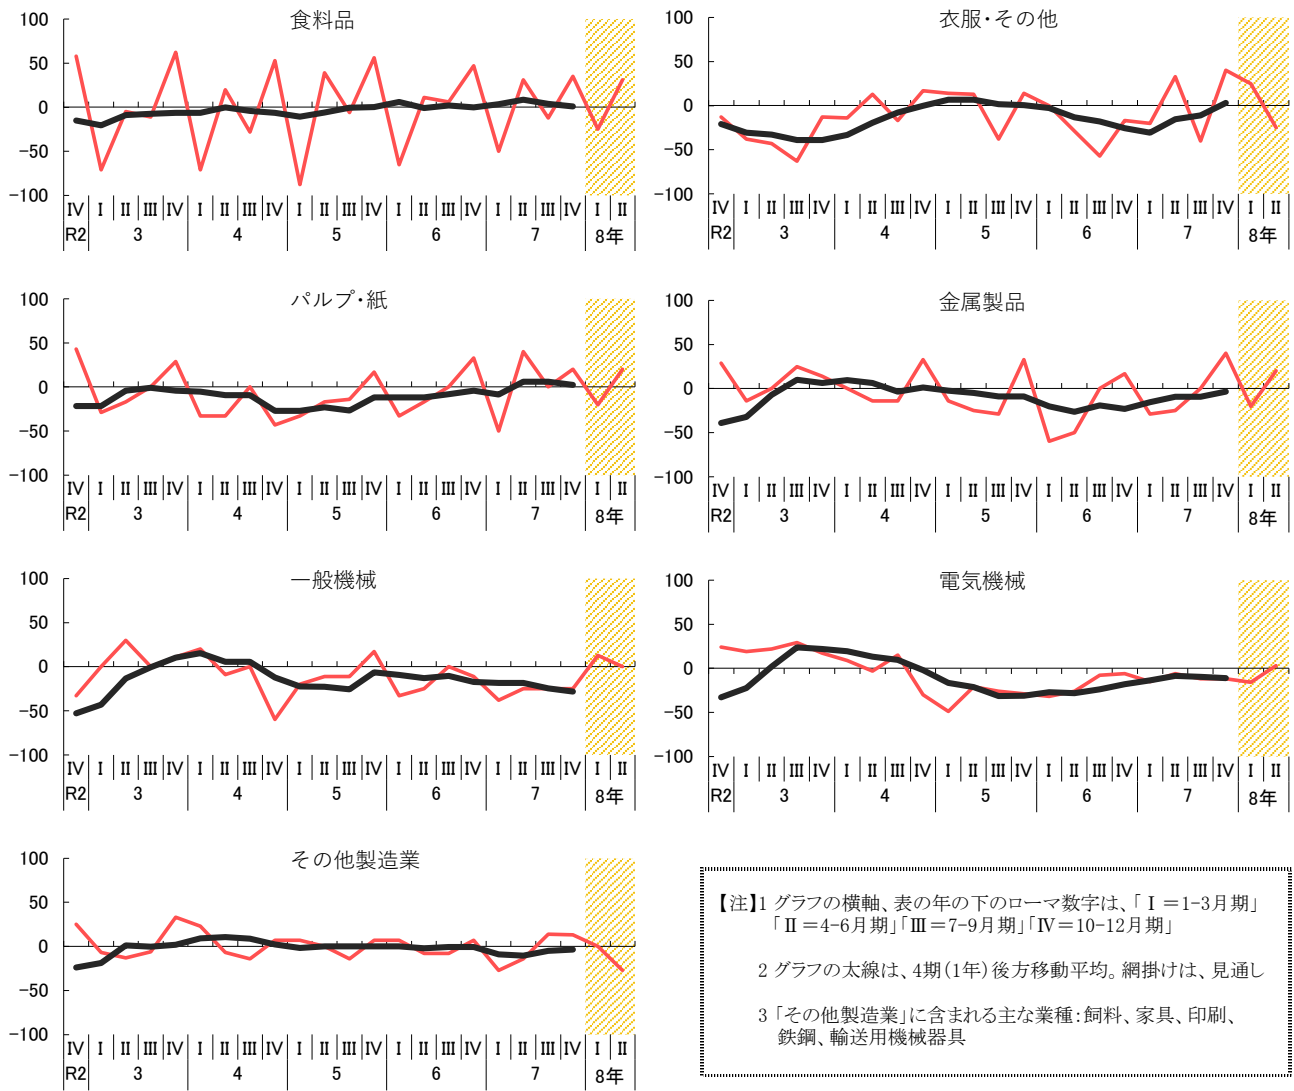 食料品
100
50
0
-50
-100
Ⅳ Ⅰ Ⅱ Ⅲ Ⅳ Ⅰ Ⅱ Ⅲ Ⅳ Ⅰ Ⅱ Ⅲ Ⅳ Ⅰ Ⅱ Ⅲ Ⅳ Ⅰ Ⅱ Ⅲ Ⅳ Ⅰ Ⅱ
R2 3 4 5 6 7 8年
衣服・その他
100
50
0
-50
-100
Ⅳ Ⅰ Ⅱ Ⅲ Ⅳ Ⅰ Ⅱ Ⅲ Ⅳ Ⅰ Ⅱ Ⅲ Ⅳ Ⅰ Ⅱ Ⅲ Ⅳ Ⅰ Ⅱ Ⅲ Ⅳ Ⅰ Ⅱ
R2 3 4 5 6 7 8年
パルプ・紙
100
50
0
-50
-100
Ⅳ Ⅰ Ⅱ Ⅲ Ⅳ Ⅰ Ⅱ Ⅲ Ⅳ Ⅰ Ⅱ Ⅲ Ⅳ Ⅰ Ⅱ Ⅲ Ⅳ Ⅰ Ⅱ Ⅲ Ⅳ Ⅰ Ⅱ
R2 3 4 5 6 7 8年
金属製品
100
50
0
-50
-100
Ⅳ Ⅰ Ⅱ Ⅲ Ⅳ Ⅰ Ⅱ Ⅲ Ⅳ Ⅰ Ⅱ Ⅲ Ⅳ Ⅰ Ⅱ Ⅲ Ⅳ Ⅰ Ⅱ Ⅲ Ⅳ Ⅰ Ⅱ
R2 3 4 5 6 7 8年
一般機械
100
50
0
-50
-100
Ⅳ Ⅰ Ⅱ Ⅲ Ⅳ Ⅰ Ⅱ Ⅲ Ⅳ Ⅰ Ⅱ Ⅲ Ⅳ Ⅰ Ⅱ Ⅲ Ⅳ Ⅰ Ⅱ Ⅲ Ⅳ Ⅰ Ⅱ
R2 3 4 5 6 7 8年
電気機械
100
50
0
-50
-100
Ⅳ Ⅰ Ⅱ Ⅲ Ⅳ Ⅰ Ⅱ Ⅲ Ⅳ Ⅰ Ⅱ Ⅲ Ⅳ Ⅰ Ⅱ Ⅲ Ⅳ Ⅰ Ⅱ Ⅲ Ⅳ Ⅰ Ⅱ
R2 3 4 5 6 7 8年
その他製造業
100
50
0
-50
-100
Ⅳ Ⅰ Ⅱ Ⅲ Ⅳ Ⅰ Ⅱ Ⅲ Ⅳ Ⅰ Ⅱ Ⅲ Ⅳ Ⅰ Ⅱ Ⅲ Ⅳ Ⅰ Ⅱ Ⅲ Ⅳ Ⅰ Ⅱ
R2 3 4 5 6 7 8年
【注】1 グラフの横軸、表の年の下のローマ数字は、「Ⅰ＝1-3月期」
「Ⅱ＝4-6月期」「Ⅲ＝7-9月期」「Ⅳ＝10-12月期」
2 グラフの太線は、4期（1年）後方移動平均。網掛けは、見通し
3 「その他製造業」に含まれる主な業種：飼料、家具、印刷、
鉄鋼、輸送用機械器具